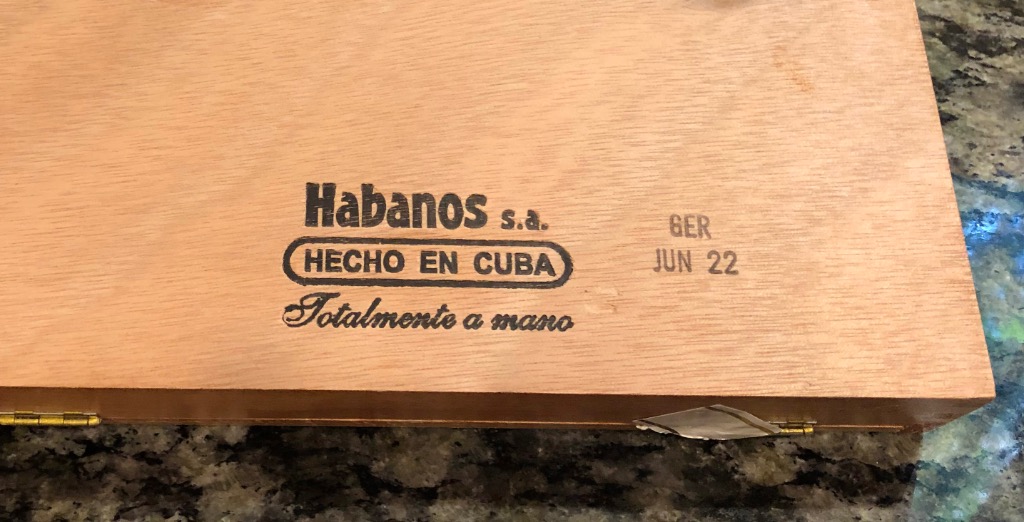 Habanos s.a.
HECHO EN CUBA
Totalmente a mano
GER
JUN 22